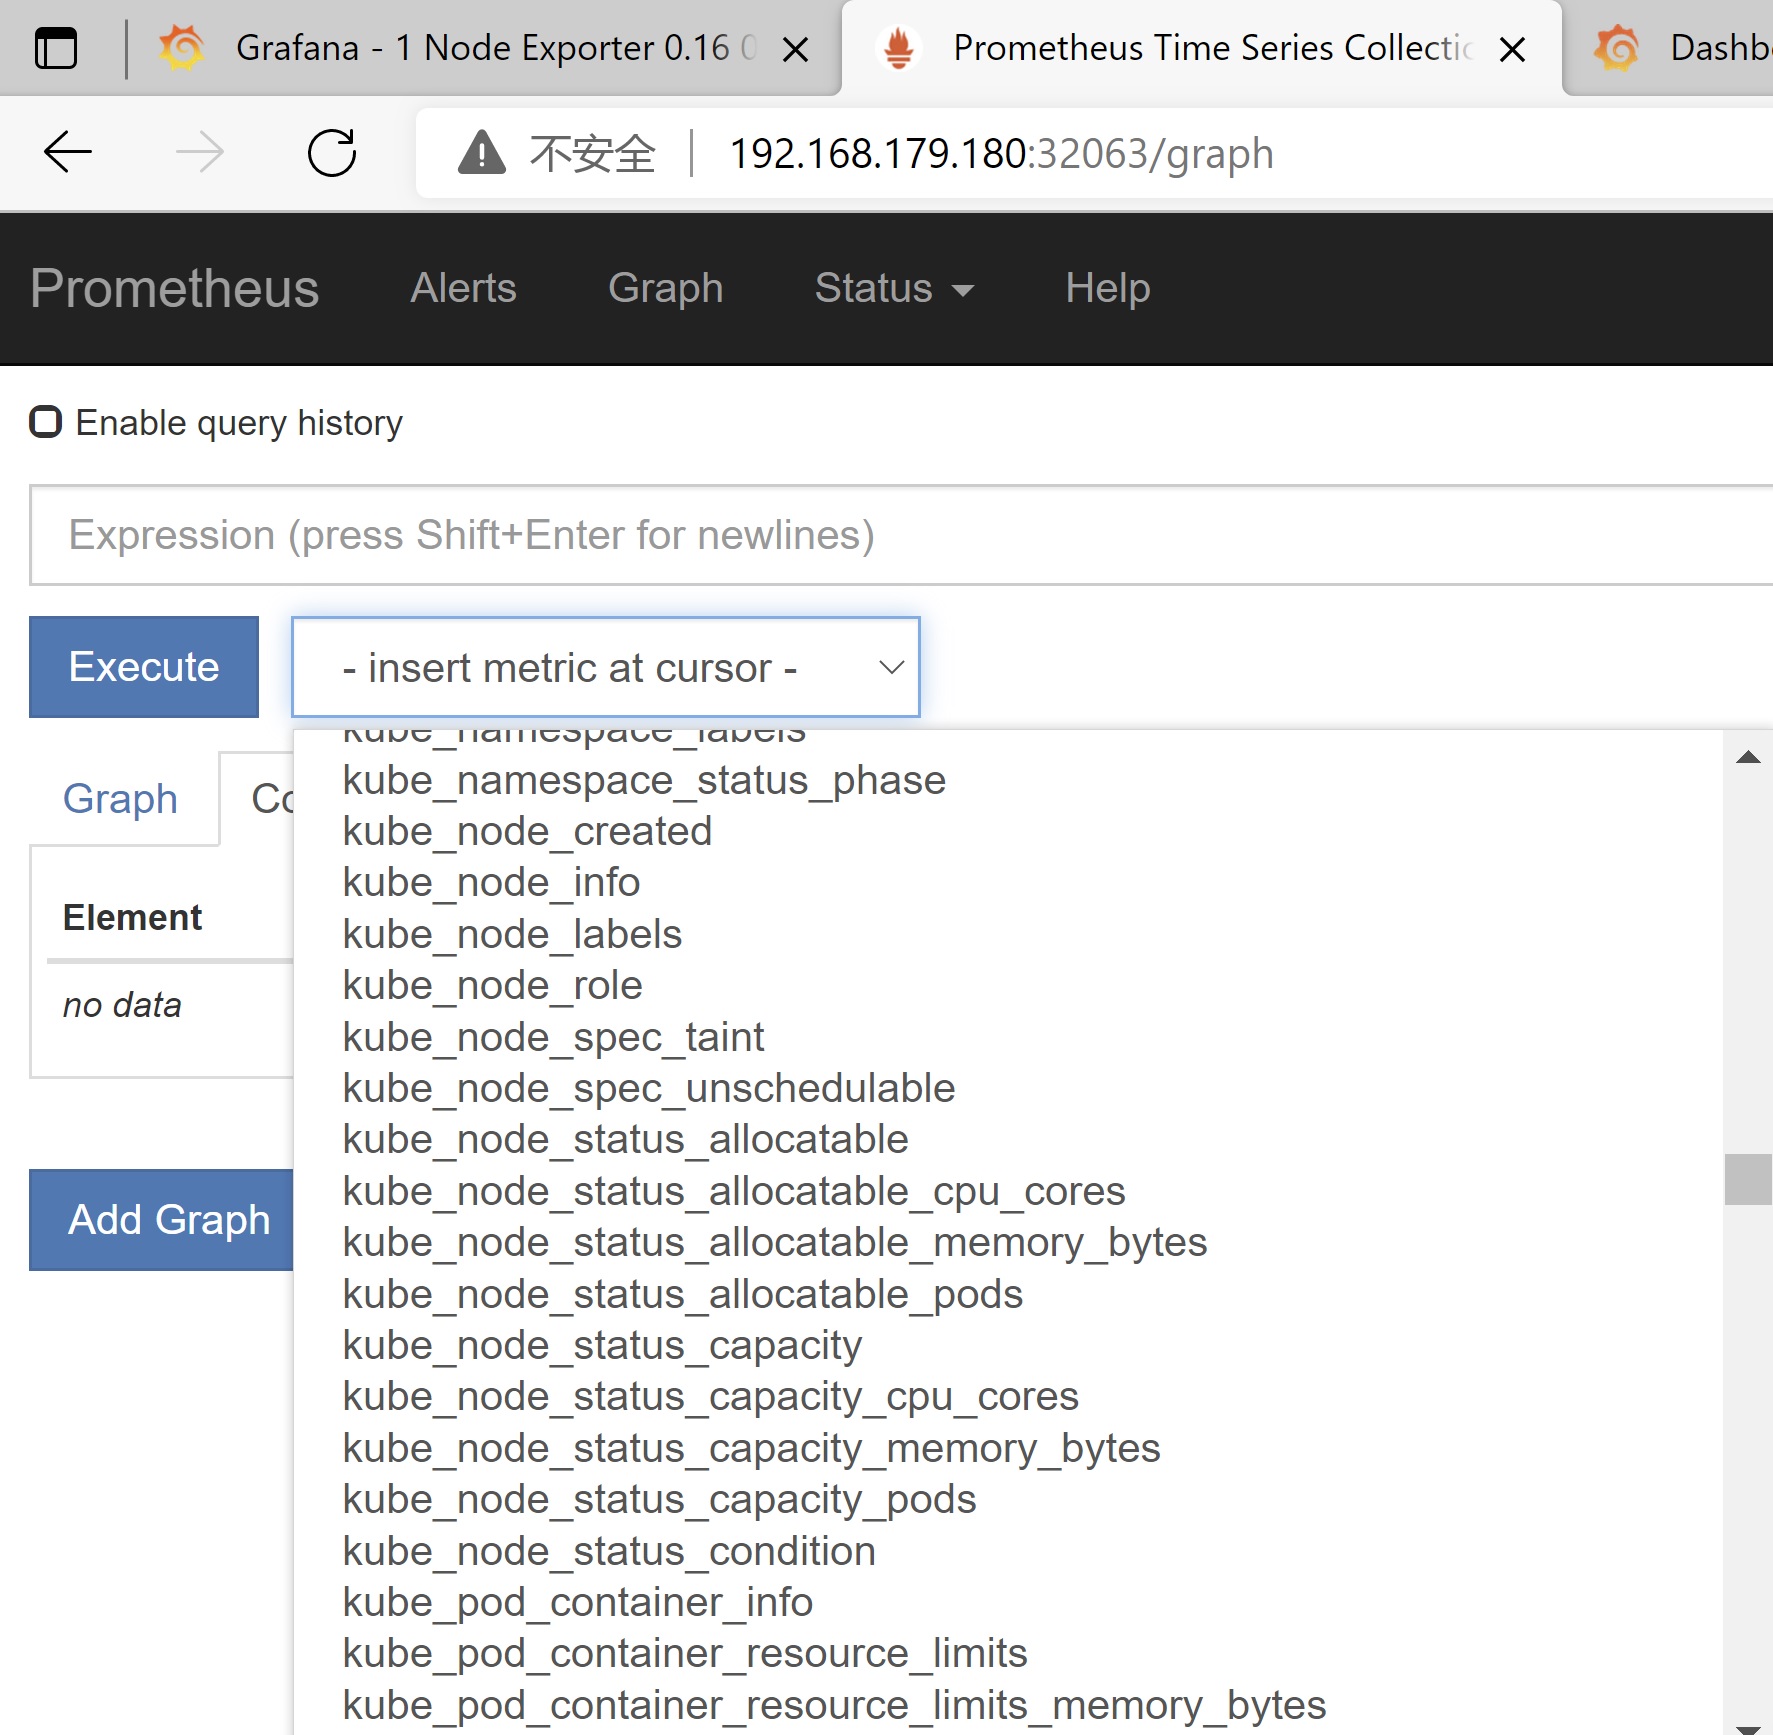 Grafana - 1 Node Exporter 0.16 0
Prometheus Time Series Collectic
Dashb
不安全
192.168.179.180:32063/graph
Prometheus
Alerts
Graph
Status
Help
Enable query history
Expression (press Shift+Enter for newlines)
Execute
- insert metric at cursor -
kube_namespace_labels
kube_namespace_status_phase
kube_node_created
kube_node_info
kube_node_labels
kube_node_role
kube_node_spec_taint
kube_node_spec_unschedulable
kube_node_status_allocatable
kube_node_status_allocatable_cpu_cores
kube_node_status_allocatable_memory_bytes
kube_node_status_allocatable_pods
kube_node_status_capacity
kube_node_status_capacity_cpu_cores
kube_node_status_capacity_memory_bytes
kube_node_status_capacity_pods
kube_node_status_condition
kube_pod_container_info
kube_pod_container_resource_limits
kube_pod_container_resource_limits_memory_bytes
Graph
Co
Element
no data
Add Graph